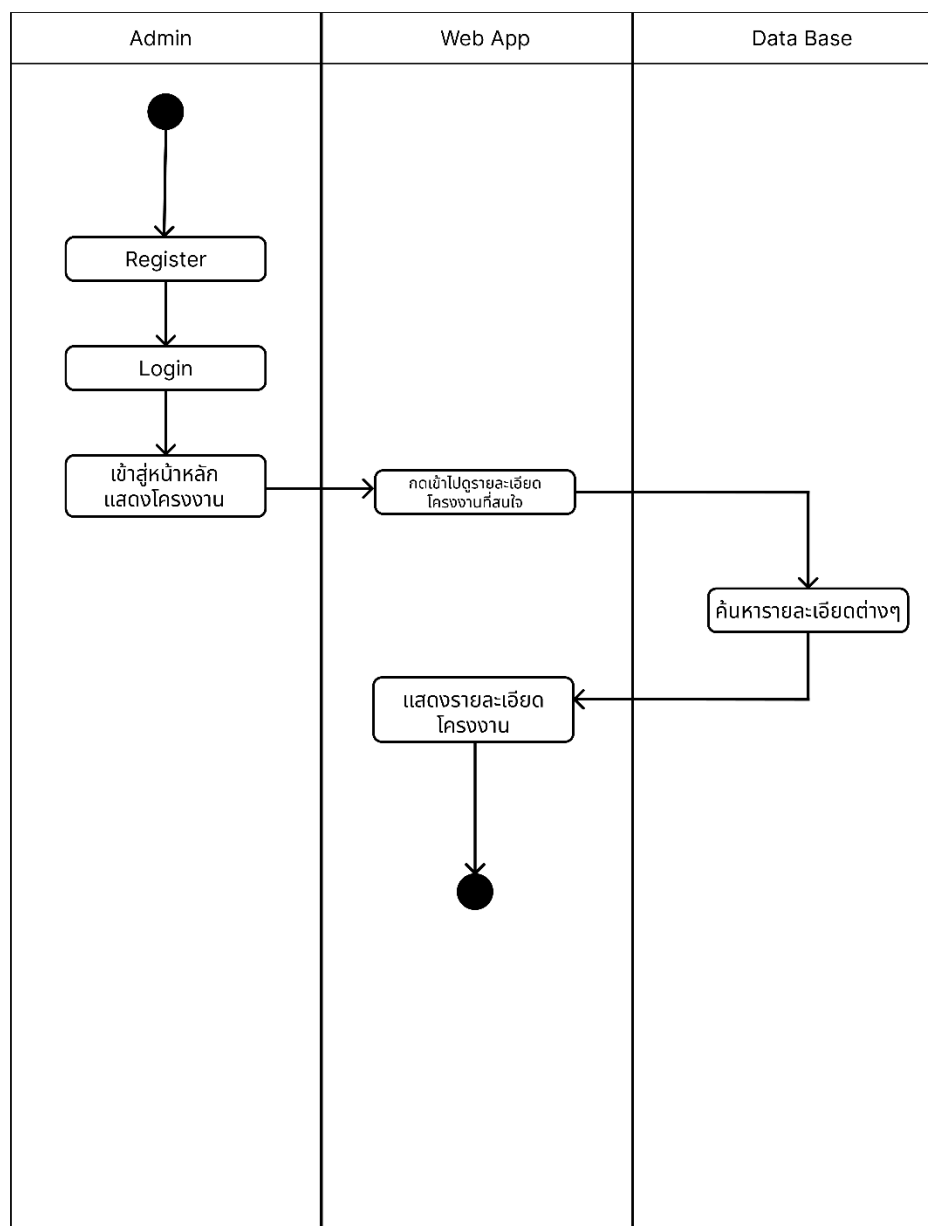 Admin
Web App
Data Base
Register
Login
เข้าสู่หน้าหลัก
แสดงโครงงาน
กดเข้าไปดูรายละเอียด
โครงงานที่สนใจ
ค้นหารายละเอียดต่างๆ
แสดงรายละเอียด
โครงงาน